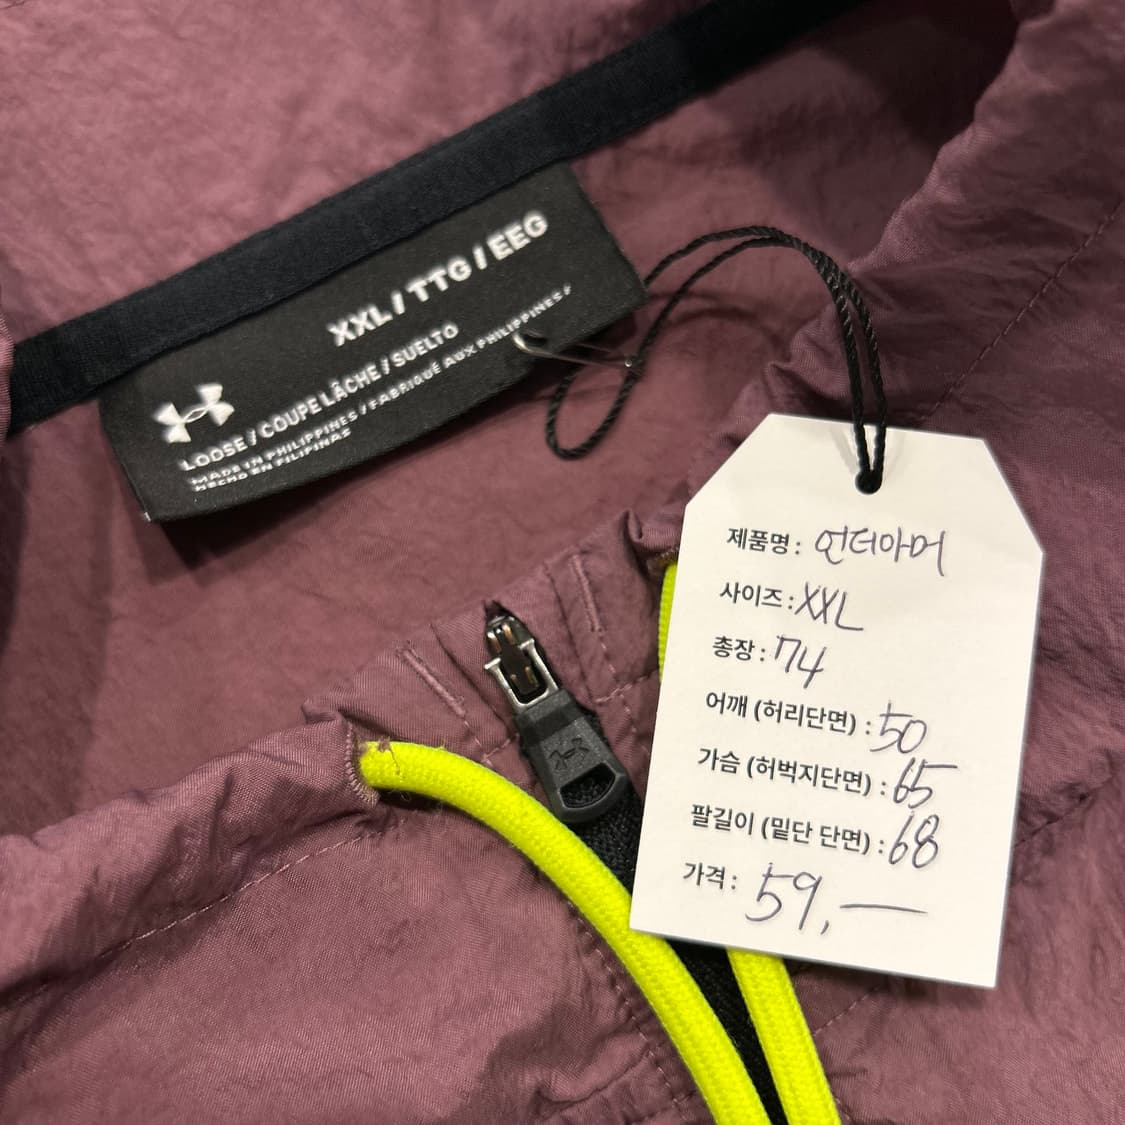 XXL / TTG / EEG
LOOSE / COUPE LÂCHE / SUELTO
MADE IN PHILIPPINES / FABRIQUÉ AUX PHILIPPINES /
HECHO EN FILIPINAS
제품명 : 언더아머
사이즈 : XXL
총장 : 74
어깨 (허리단면) : 50
가슴 (허벅지단면) : 65
팔길이 (밑단 단면) : 68
가격 : 59,—